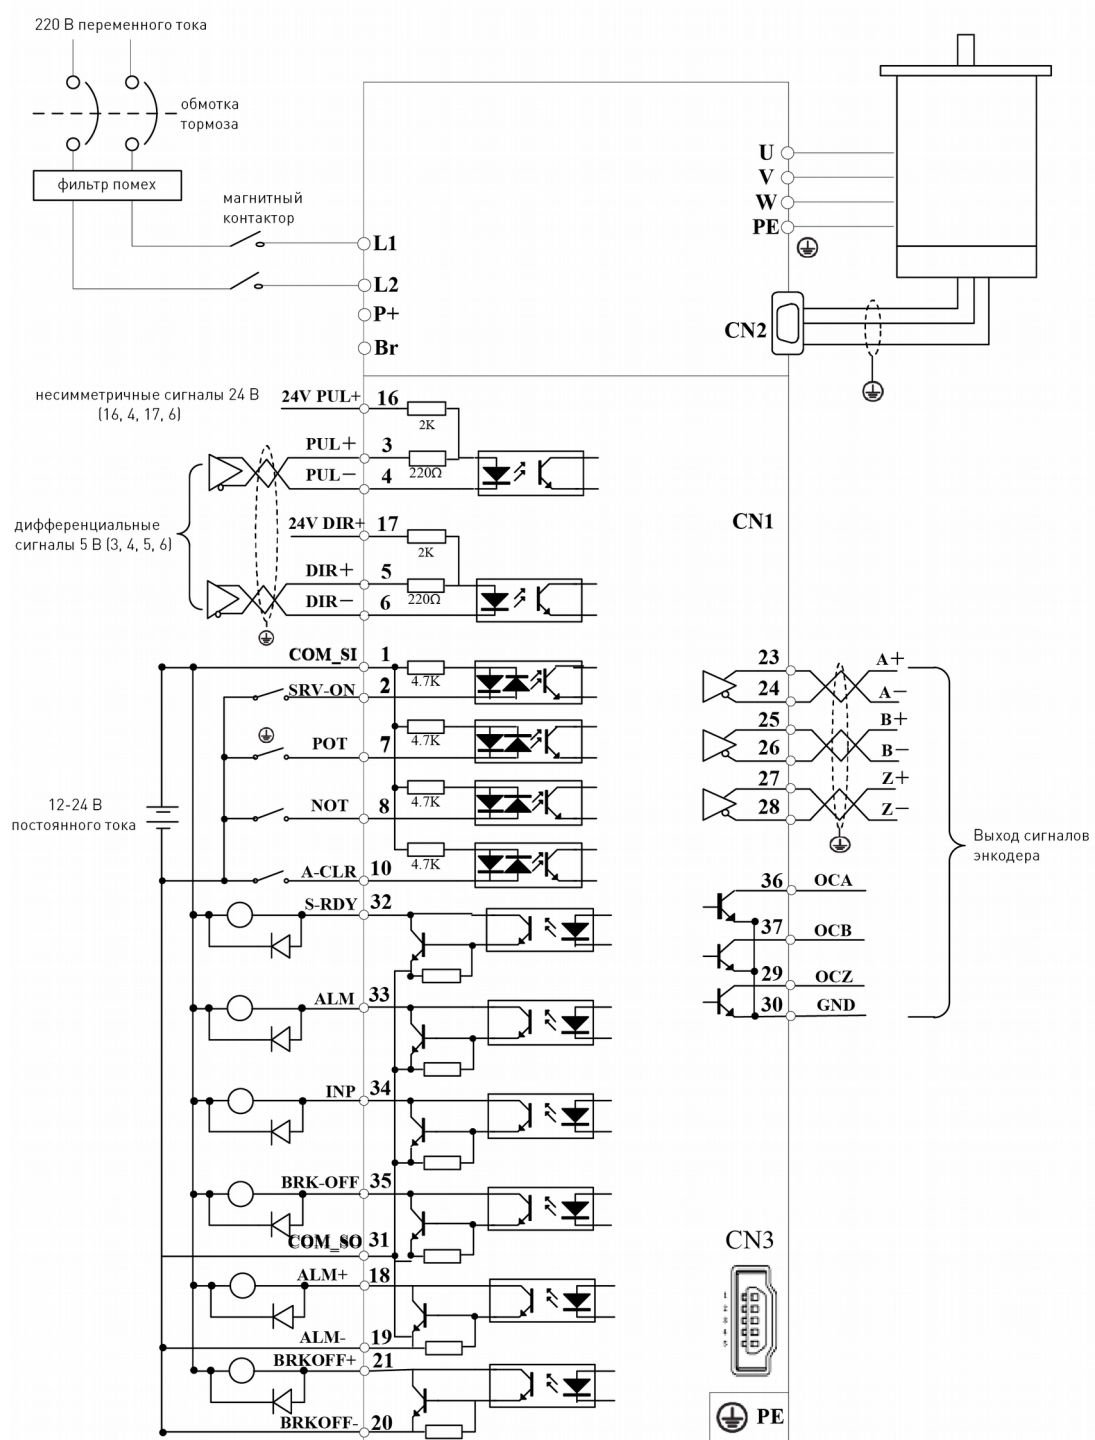 220 В переменного тока
обмотка
тормоза
фильтр помех
магнитный
контактор
L1
L2
P+
Br
U
V
W
PE
CN2
несимметричные сигналы 24 В
(16, 4, 17, 6)
24V PUL+ 16
2K
PUL+ 3
220Ω
PUL− 4
дифференциальные
сигналы 5 В (3, 4, 5, 6)
24V DIR+ 17
2K
DIR+ 5
220Ω
DIR− 6
CN1
COM_SI 1
4.7K
SRV-ON 2
4.7K
POT 7
4.7K
NOT 8
4.7K
A-CLR 10
12-24 В
постоянного тока
S-RDY 32
ALM 33
INP 34
BRK-OFF 35
COM_SO 31
ALM+ 18
ALM- 19
BRKOFF+ 21
BRKOFF- 20
23 A+
24 A−
25 B+
26 B−
27 Z+
28 Z−
36 OCA
37 OCB
29 OCZ
30 GND
Выход сигналов
энкодера
CN3
1
2
3
4
5
PE